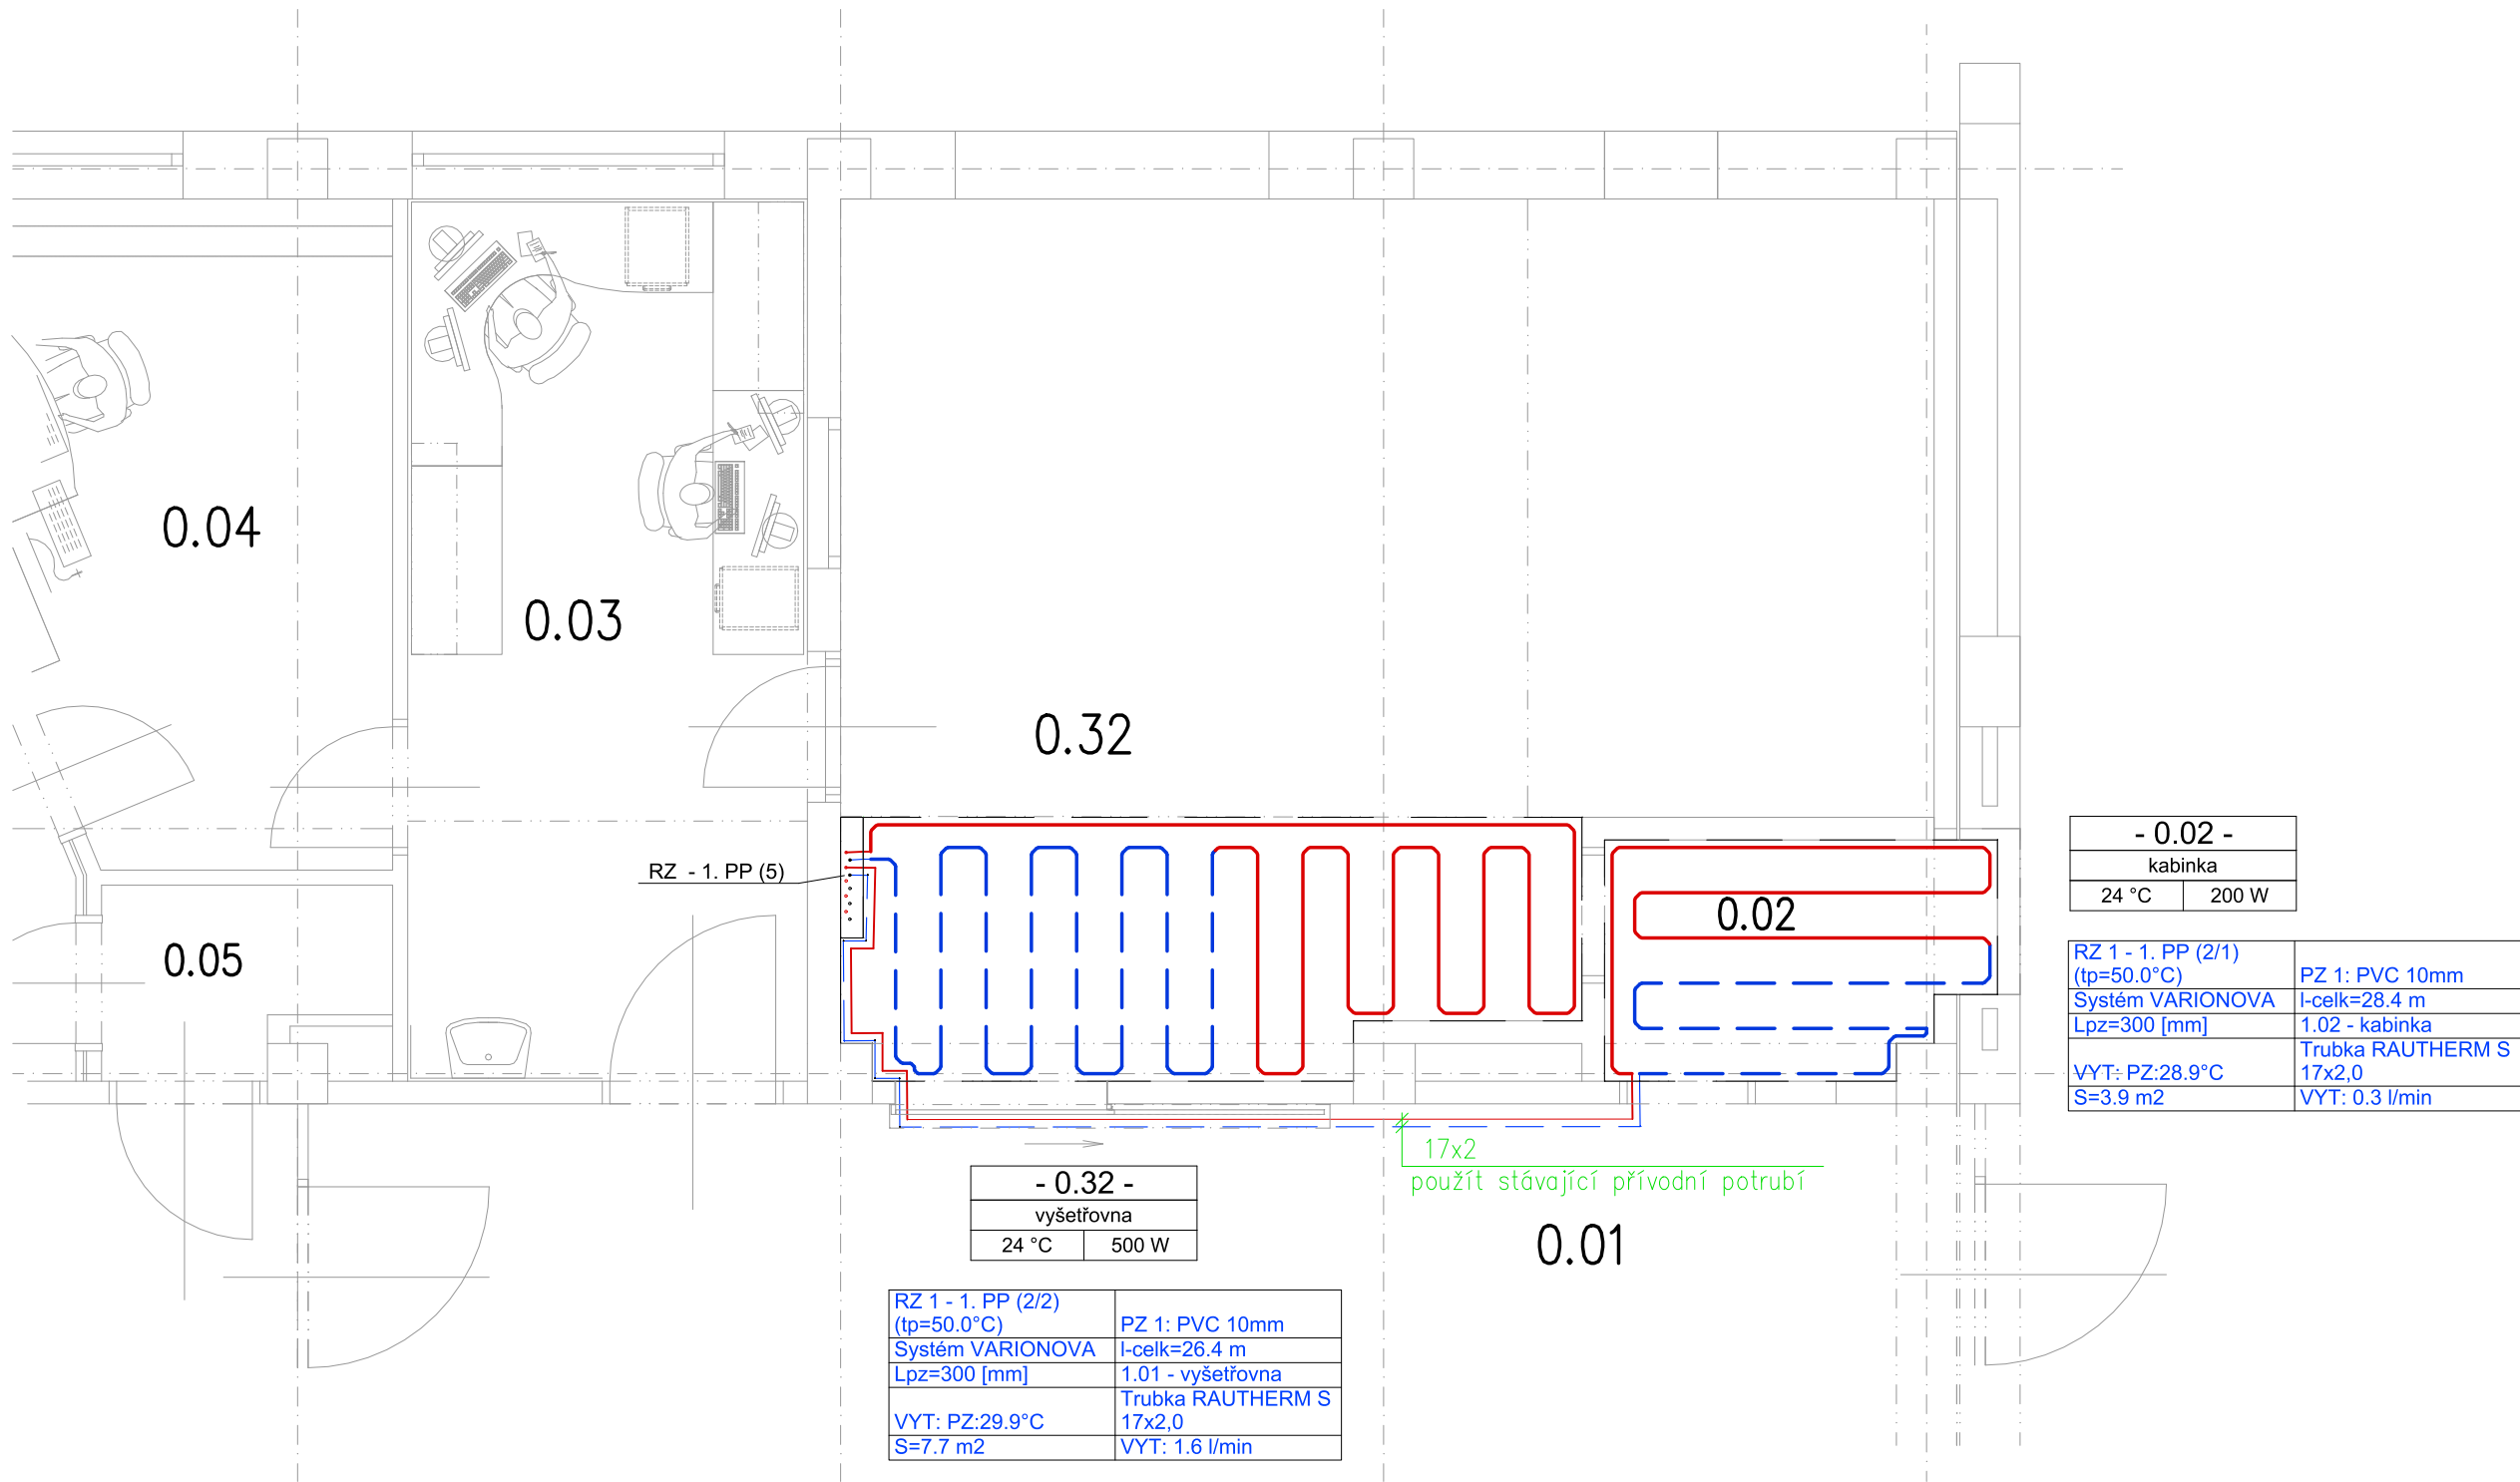 0.04
0.03
0.32
RZ - 1. PP (5)
0.05
0.02
- 0.02 -
kabinka
24 °C 200 W
RZ 1 - 1. PP (2/1)
(tp=50.0°C) PZ 1: PVC 10mm
Systém VARIONOVA l-celk=28.4 m
Lpz=300 [mm] 1.02 - kabinka
Trubka RAUTHERM S
VYT: PZ:28.9°C 17x2,0
S=3.9 m2 VYT: 0.3 l/min
17x2
použít stávající přívodní potrubí
- 0.32 -
vyšetřovna
24 °C 500 W
0.01
RZ 1 - 1. PP (2/2)
(tp=50.0°C) PZ 1: PVC 10mm
Systém VARIONOVA l-celk=26.4 m
Lpz=300 [mm] 1.01 - vyšetřovna
Trubka RAUTHERM S
VYT: PZ:29.9°C 17x2,0
S=7.7 m2 VYT: 1.6 l/min